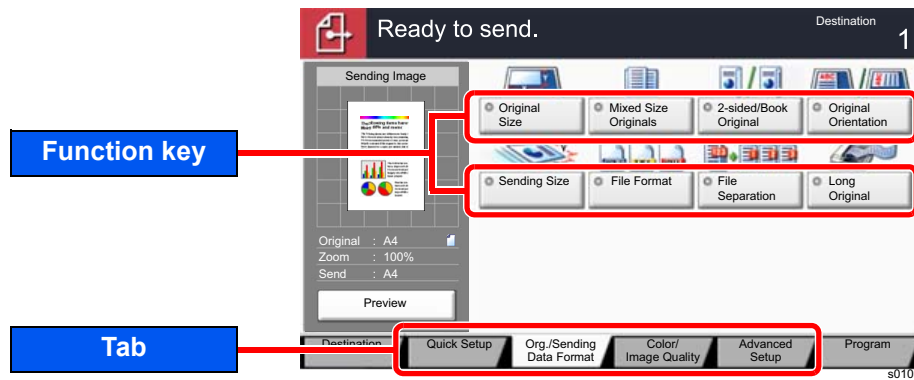 Ready to send.
Destination
1
Sending Image
Original
Size
Mixed Size
Originals
2-sided/Book
Original
Original
Orientation
Function key
Sending Size
File Format
File
Separation
Long
Original
Original : A4
Zoom : 100%
Send : A4
Preview
Tab
Destination
Quick Setup
Org./Sending
Data Format
Color/
Image Quality
Advanced
Setup
Program
s010